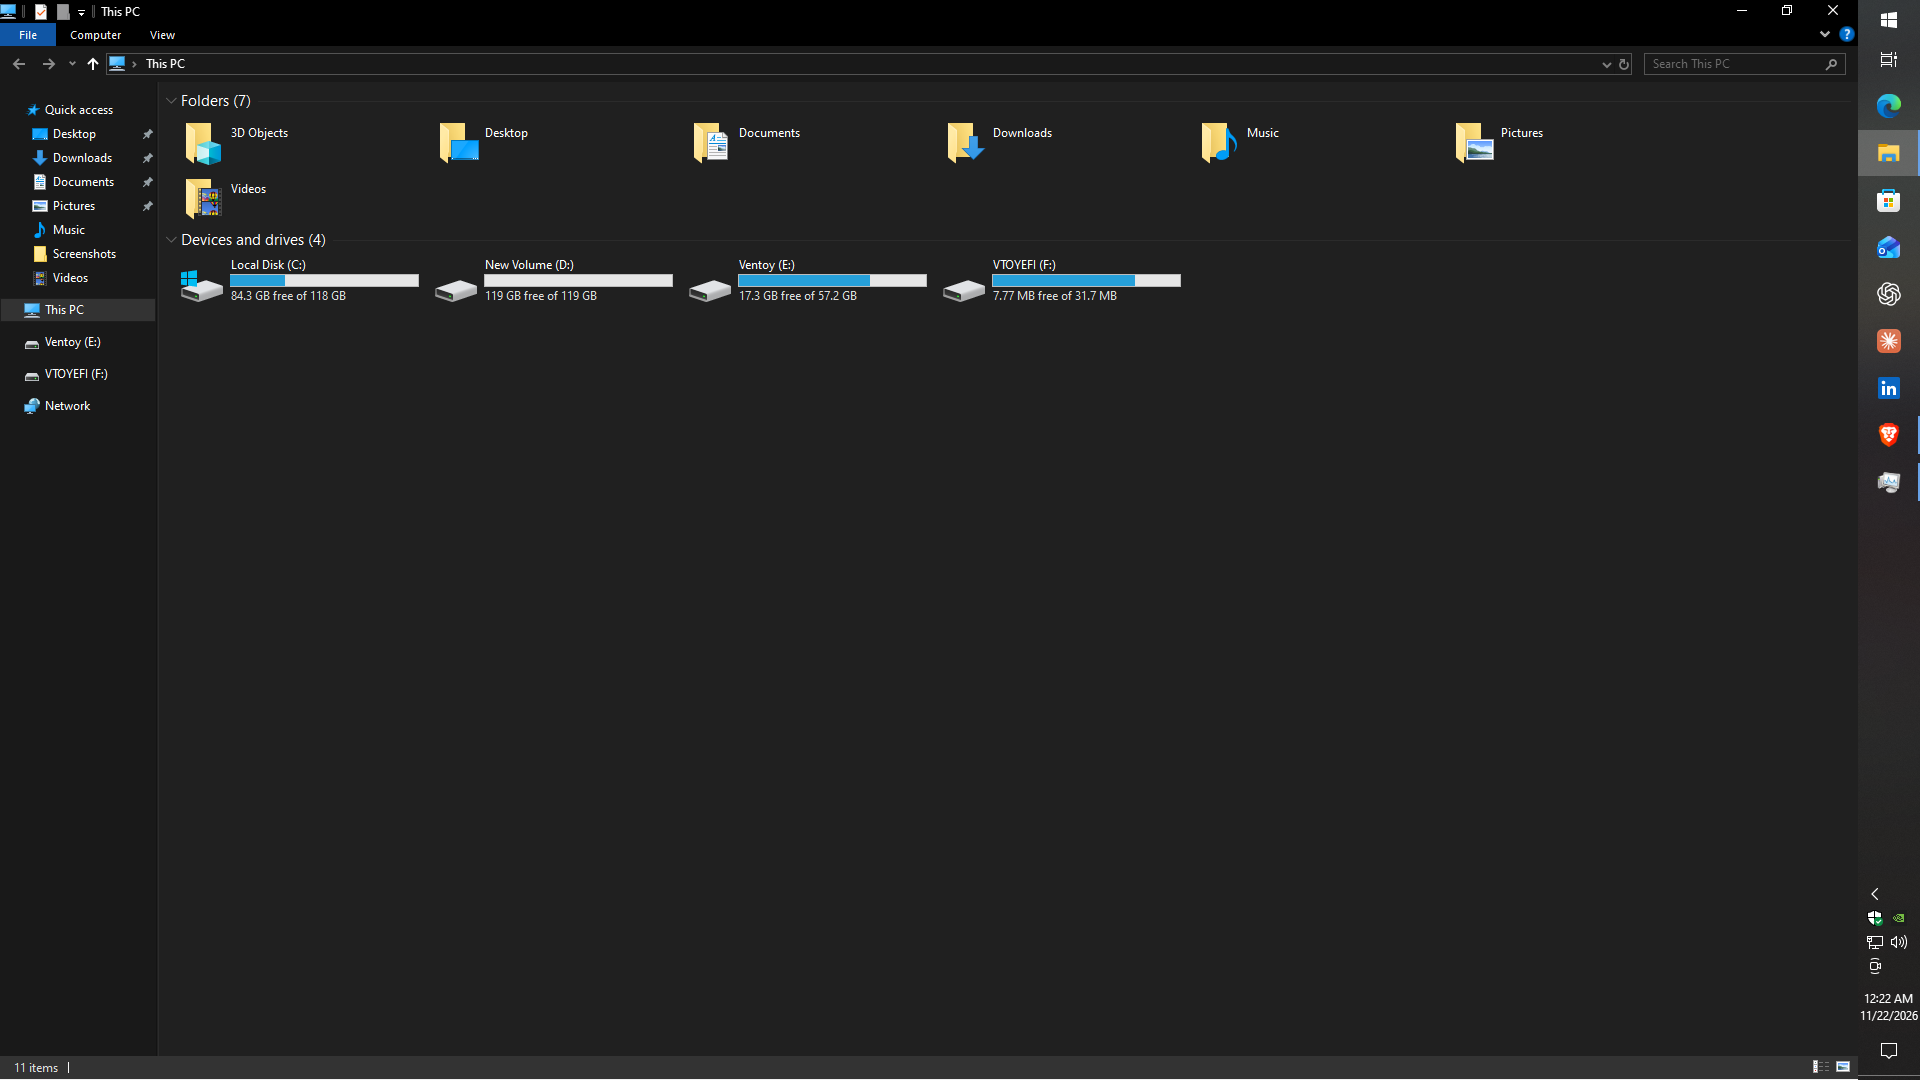 This PC
File Computer View
This PC
Search This PC
Quick access
Desktop
Downloads
Documents
Pictures
Music
Screenshots
Videos
This PC
Ventoy (E:)
VTOYEFI (F:)
Network
Folders (7)
3D Objects
Desktop
Documents
Downloads
Music
Pictures
Videos
Devices and drives (4)
Local Disk (C:)
84.3 GB free of 118 GB
New Volume (D:)
119 GB free of 119 GB
Ventoy (E:)
17.3 GB free of 57.2 GB
VTOYEFI (F:)
7.77 MB free of 31.7 MB
in
12:22 AM
11/22/2026
11 items